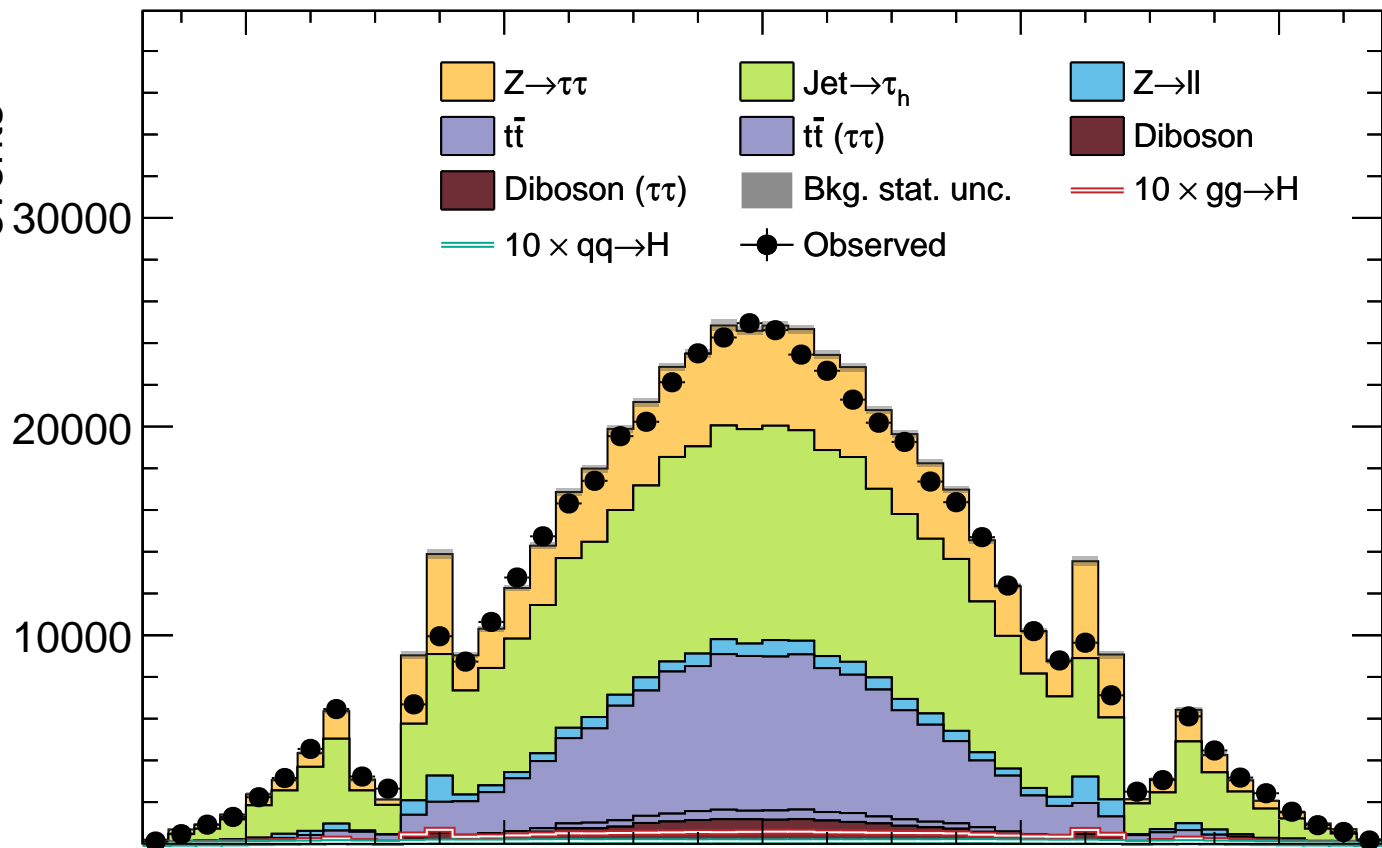 Z→ττ Jet→τh Z→ll
tt̄ tt̄ (ττ) Diboson
Diboson (ττ) Bkg. stat. unc. 10 × gg→H
10 × qq→H Observed
30000
20000
10000